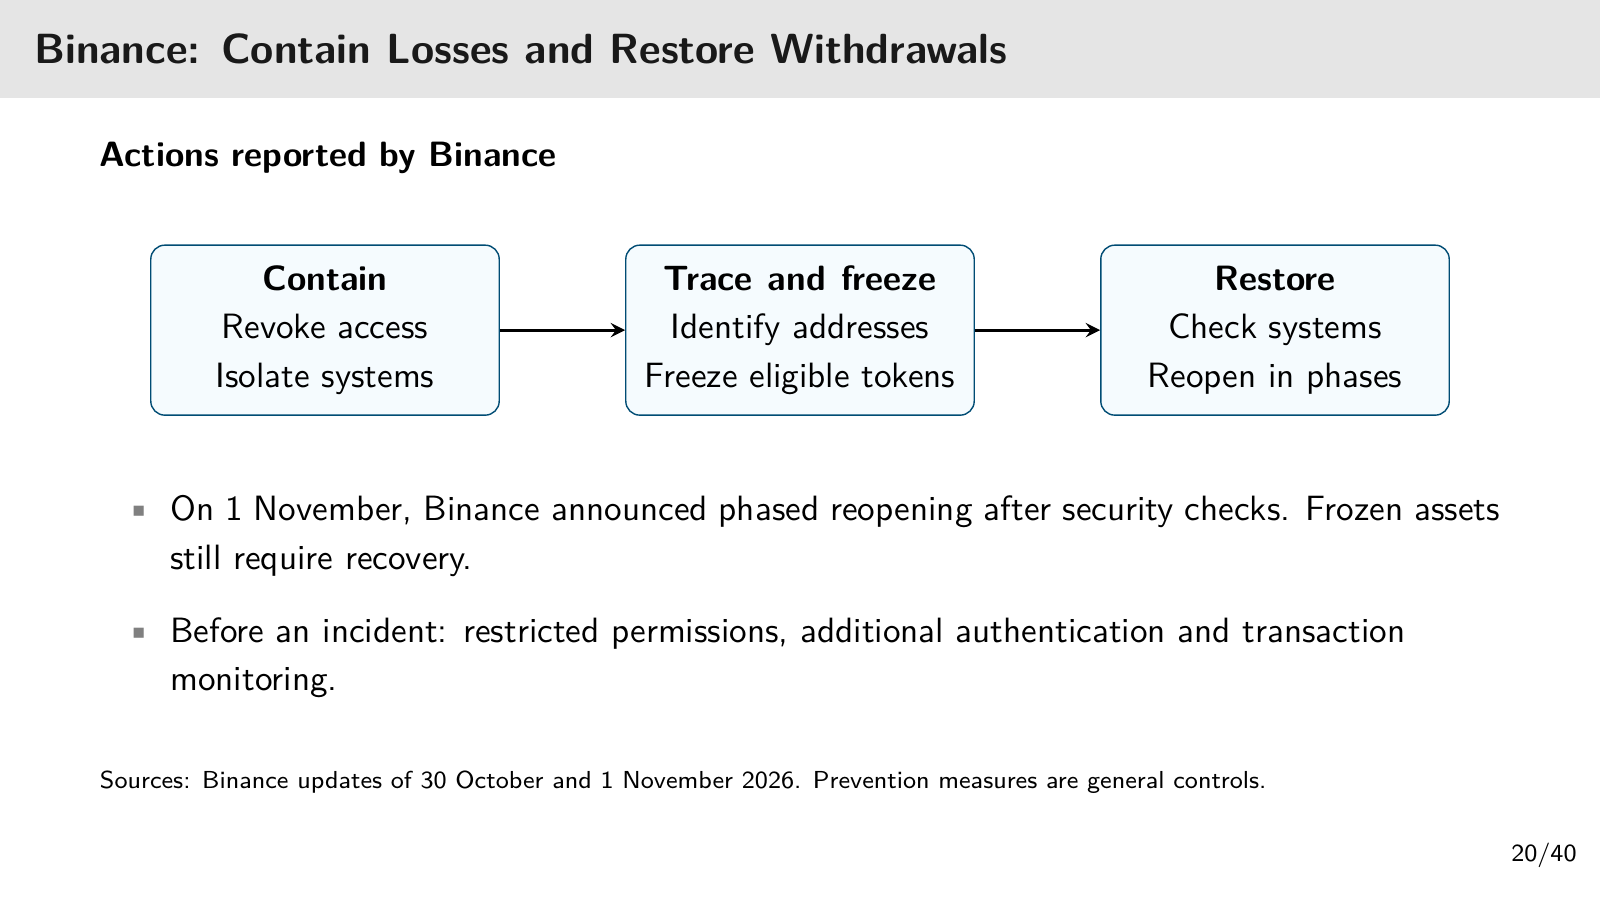 Binance: Contain Losses and Restore Withdrawals
Actions reported by Binance
Contain
Revoke access
Isolate systems
Trace and freeze
Identify addresses
Freeze eligible tokens
Restore
Check systems
Reopen in phases
On 1 November, Binance announced phased reopening after security checks. Frozen assets
still require recovery.
Before an incident: restricted permissions, additional authentication and transaction
monitoring.
Sources: Binance updates of 30 October and 1 November 2026. Prevention measures are general controls.
20/40